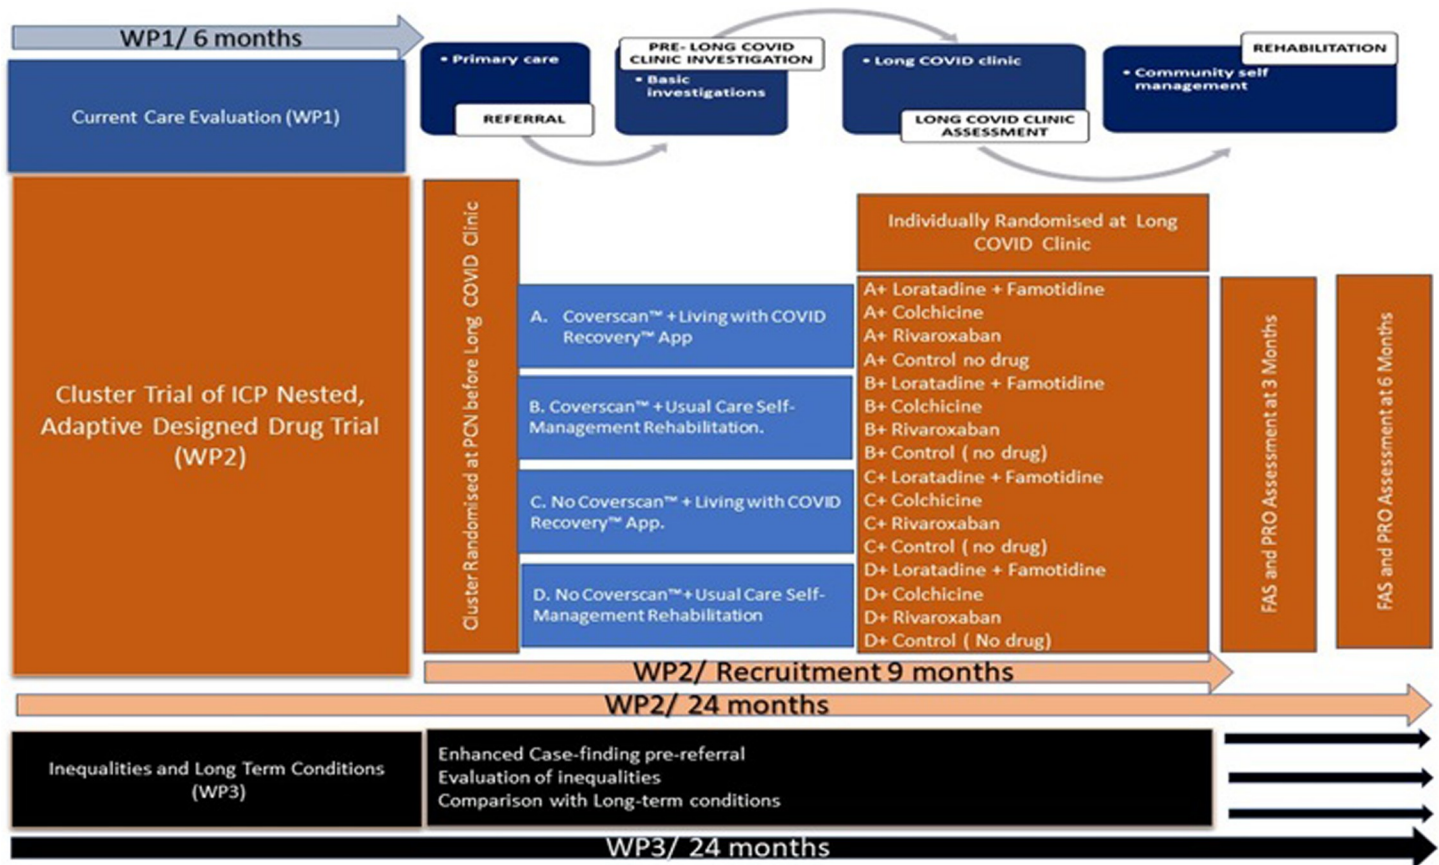 WP1/ 6 months
Current Care Evaluation (WP1)
• Primary care
REFERRAL
PRE- LONG COVID
CLINIC INVESTIGATION
• Basic
investigations
• Long COVID clinic
LONG COVID CLINIC
ASSESSMENT
REHABILITATION
• Community self
management
Cluster Trial of ICP Nested,
Adaptive Designed Drug Trial
(WP2)
Cluster Randomised at PCN before Long COVID Clinic
A. Coverscan™ + Living with COVID
Recovery™ App
B. Coverscan™ + Usual Care Self-
Management Rehabilitation.
C. No Coverscan™ + Living with COVID
Recovery™ App.
D. No Coverscan™+ Usual Care Self-
Management Rehabilitation
Individually Randomised at Long
COVID Clinic
A+ Loratadine + Famotidine
A+ Colchicine
A+ Rivaroxaban
A+ Control no drug)
B+ Loratadine + Famotidine
B+ Colchicine
B+ Rivaroxaban
B+ Control ( no drug)
C+ Loratadine + Famotidine
C+ Colchicine
C+ Rivaroxaban
C+ Control ( no drug)
D+ Loratadine + Famotidine
D+ Colchicine
D+ Rivaroxaban
D+ Control ( No drug)
FAS and PRO Assessment at 3 Months
FAS and PRO Assessment at 6 Months
WP2/ Recruitment 9 months
WP2/ 24 months
Inequalities and Long Term Conditions
(WP3)
Enhanced Case-finding pre-referral
Evaluation of inequalities
Comparison with Long-term conditions
WP3/ 24 months